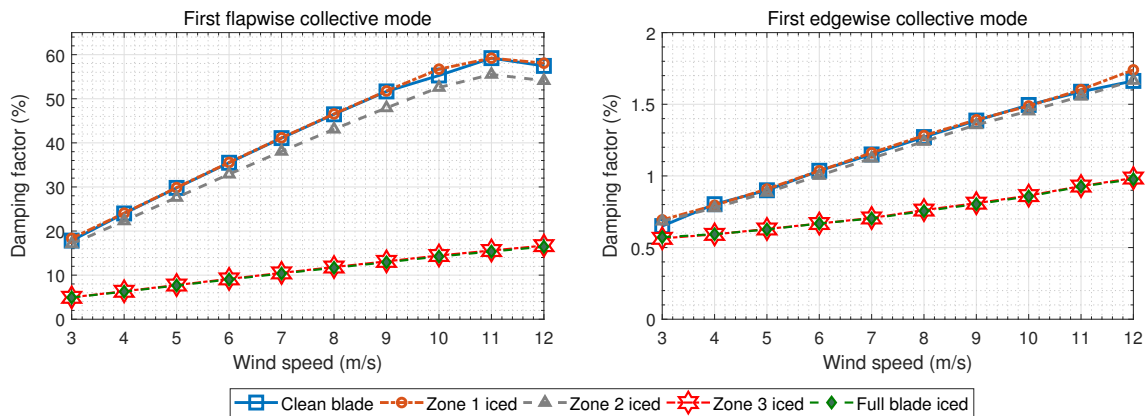 First flapwise collective mode
First edgewise collective mode
Damping factor (%)
60
50
40
30
20
10
0
3 4 5 6 7 8 9 10 11 12
Wind speed (m/s)
Damping factor (%)
2
1.5
1
0.5
0
3 4 5 6 7 8 9 10 11 12
Wind speed (m/s)
Clean blade Zone 1 iced Zone 2 iced Zone 3 iced Full blade iced